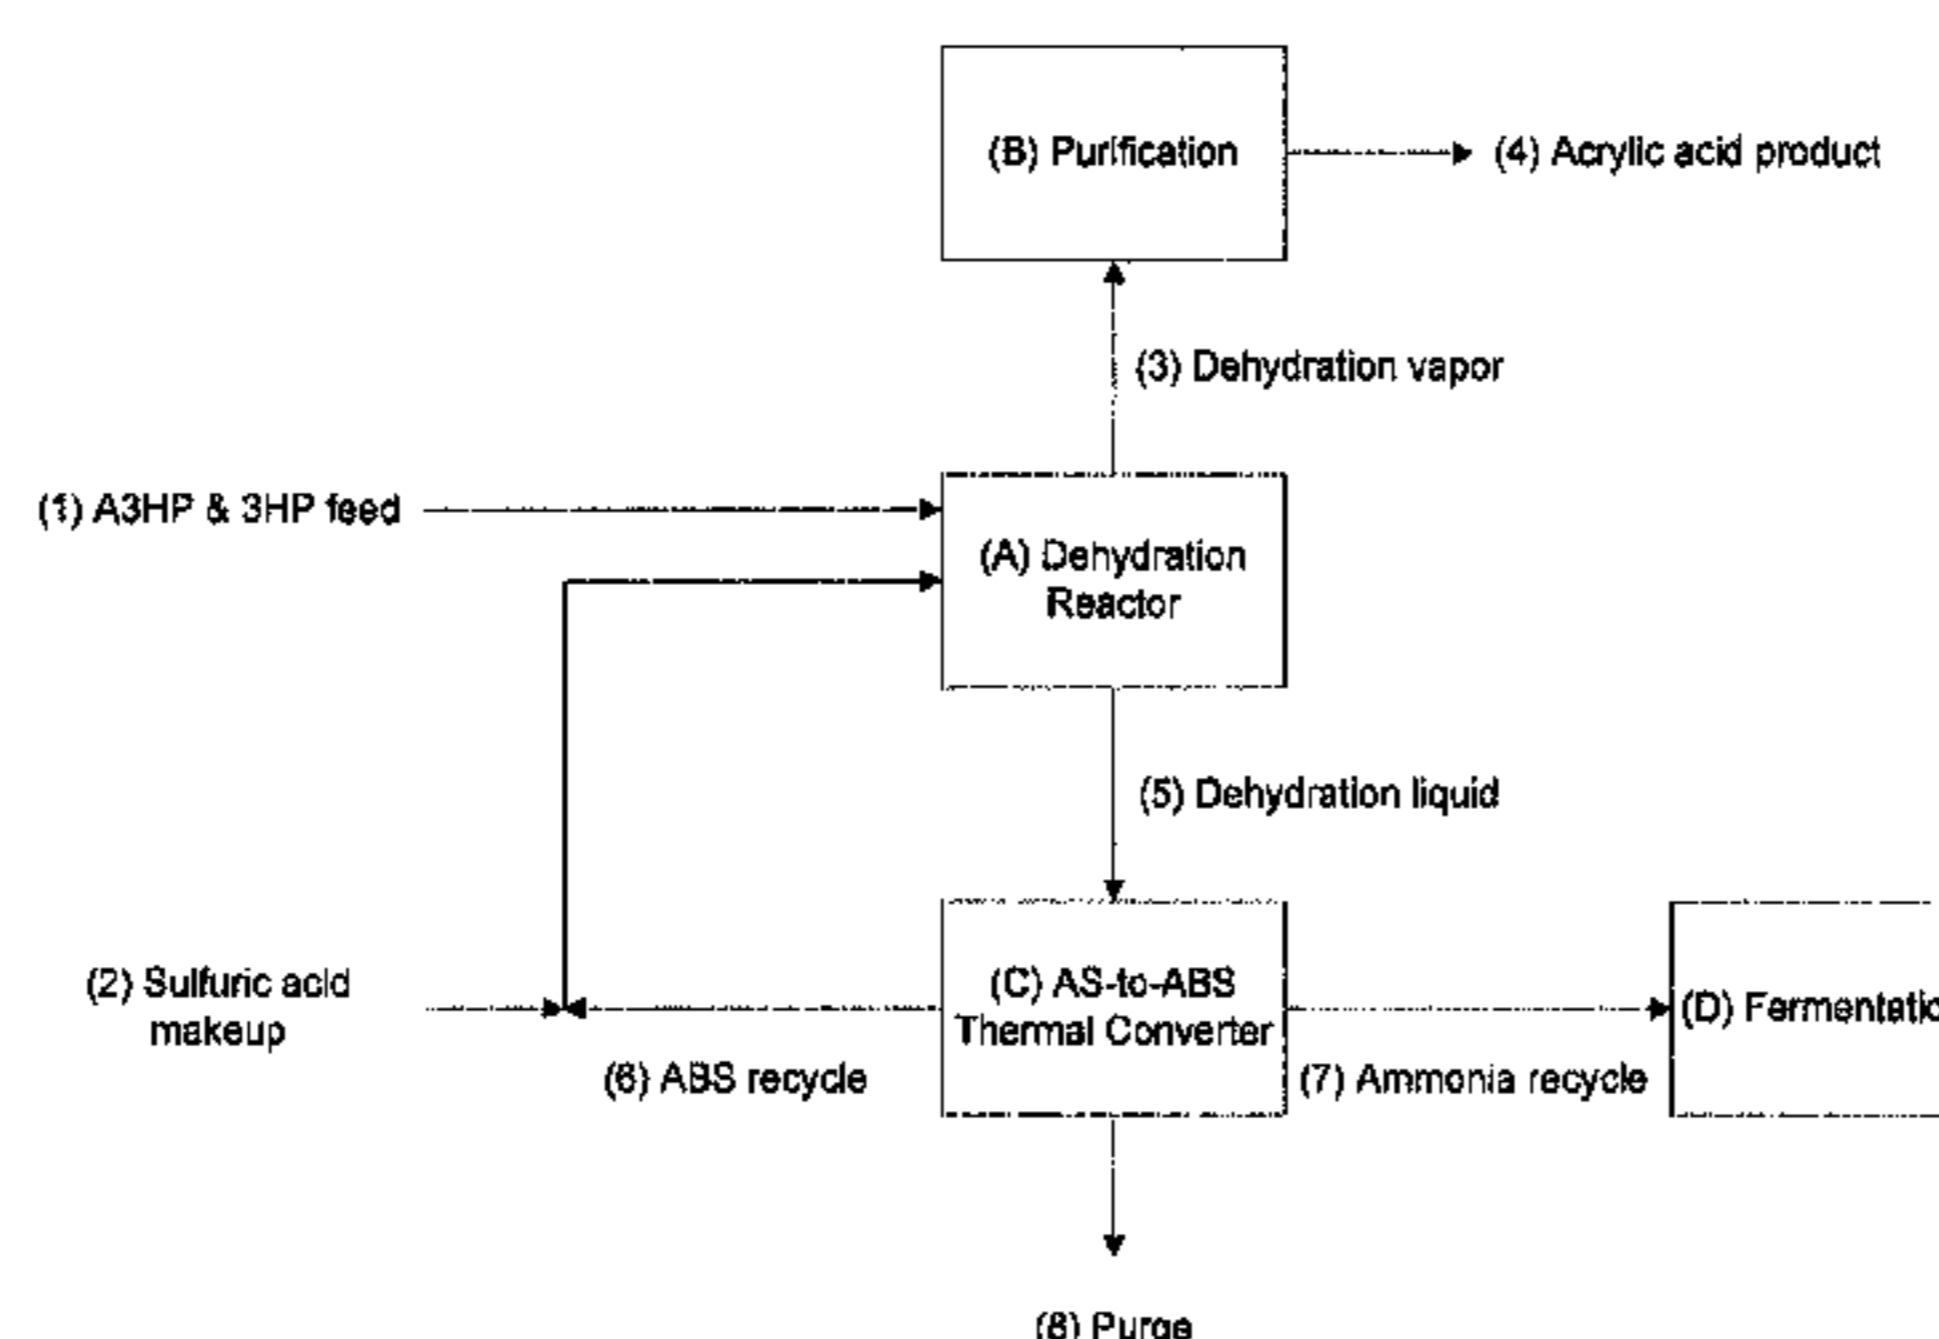 (B) Purification
(4) Acrylic acid product
(3) Dehydration vapor
(1) A3HP & 3HP feed
(A) Dehydration
Reactor
(5) Dehydration liquid
(2) Sulfuric acid
makeup
(C) AS-to-ABS
Thermal Converter
(D) Fermentatio
(6) ABS recycle
(7) Ammonia recycle
(8) Purge